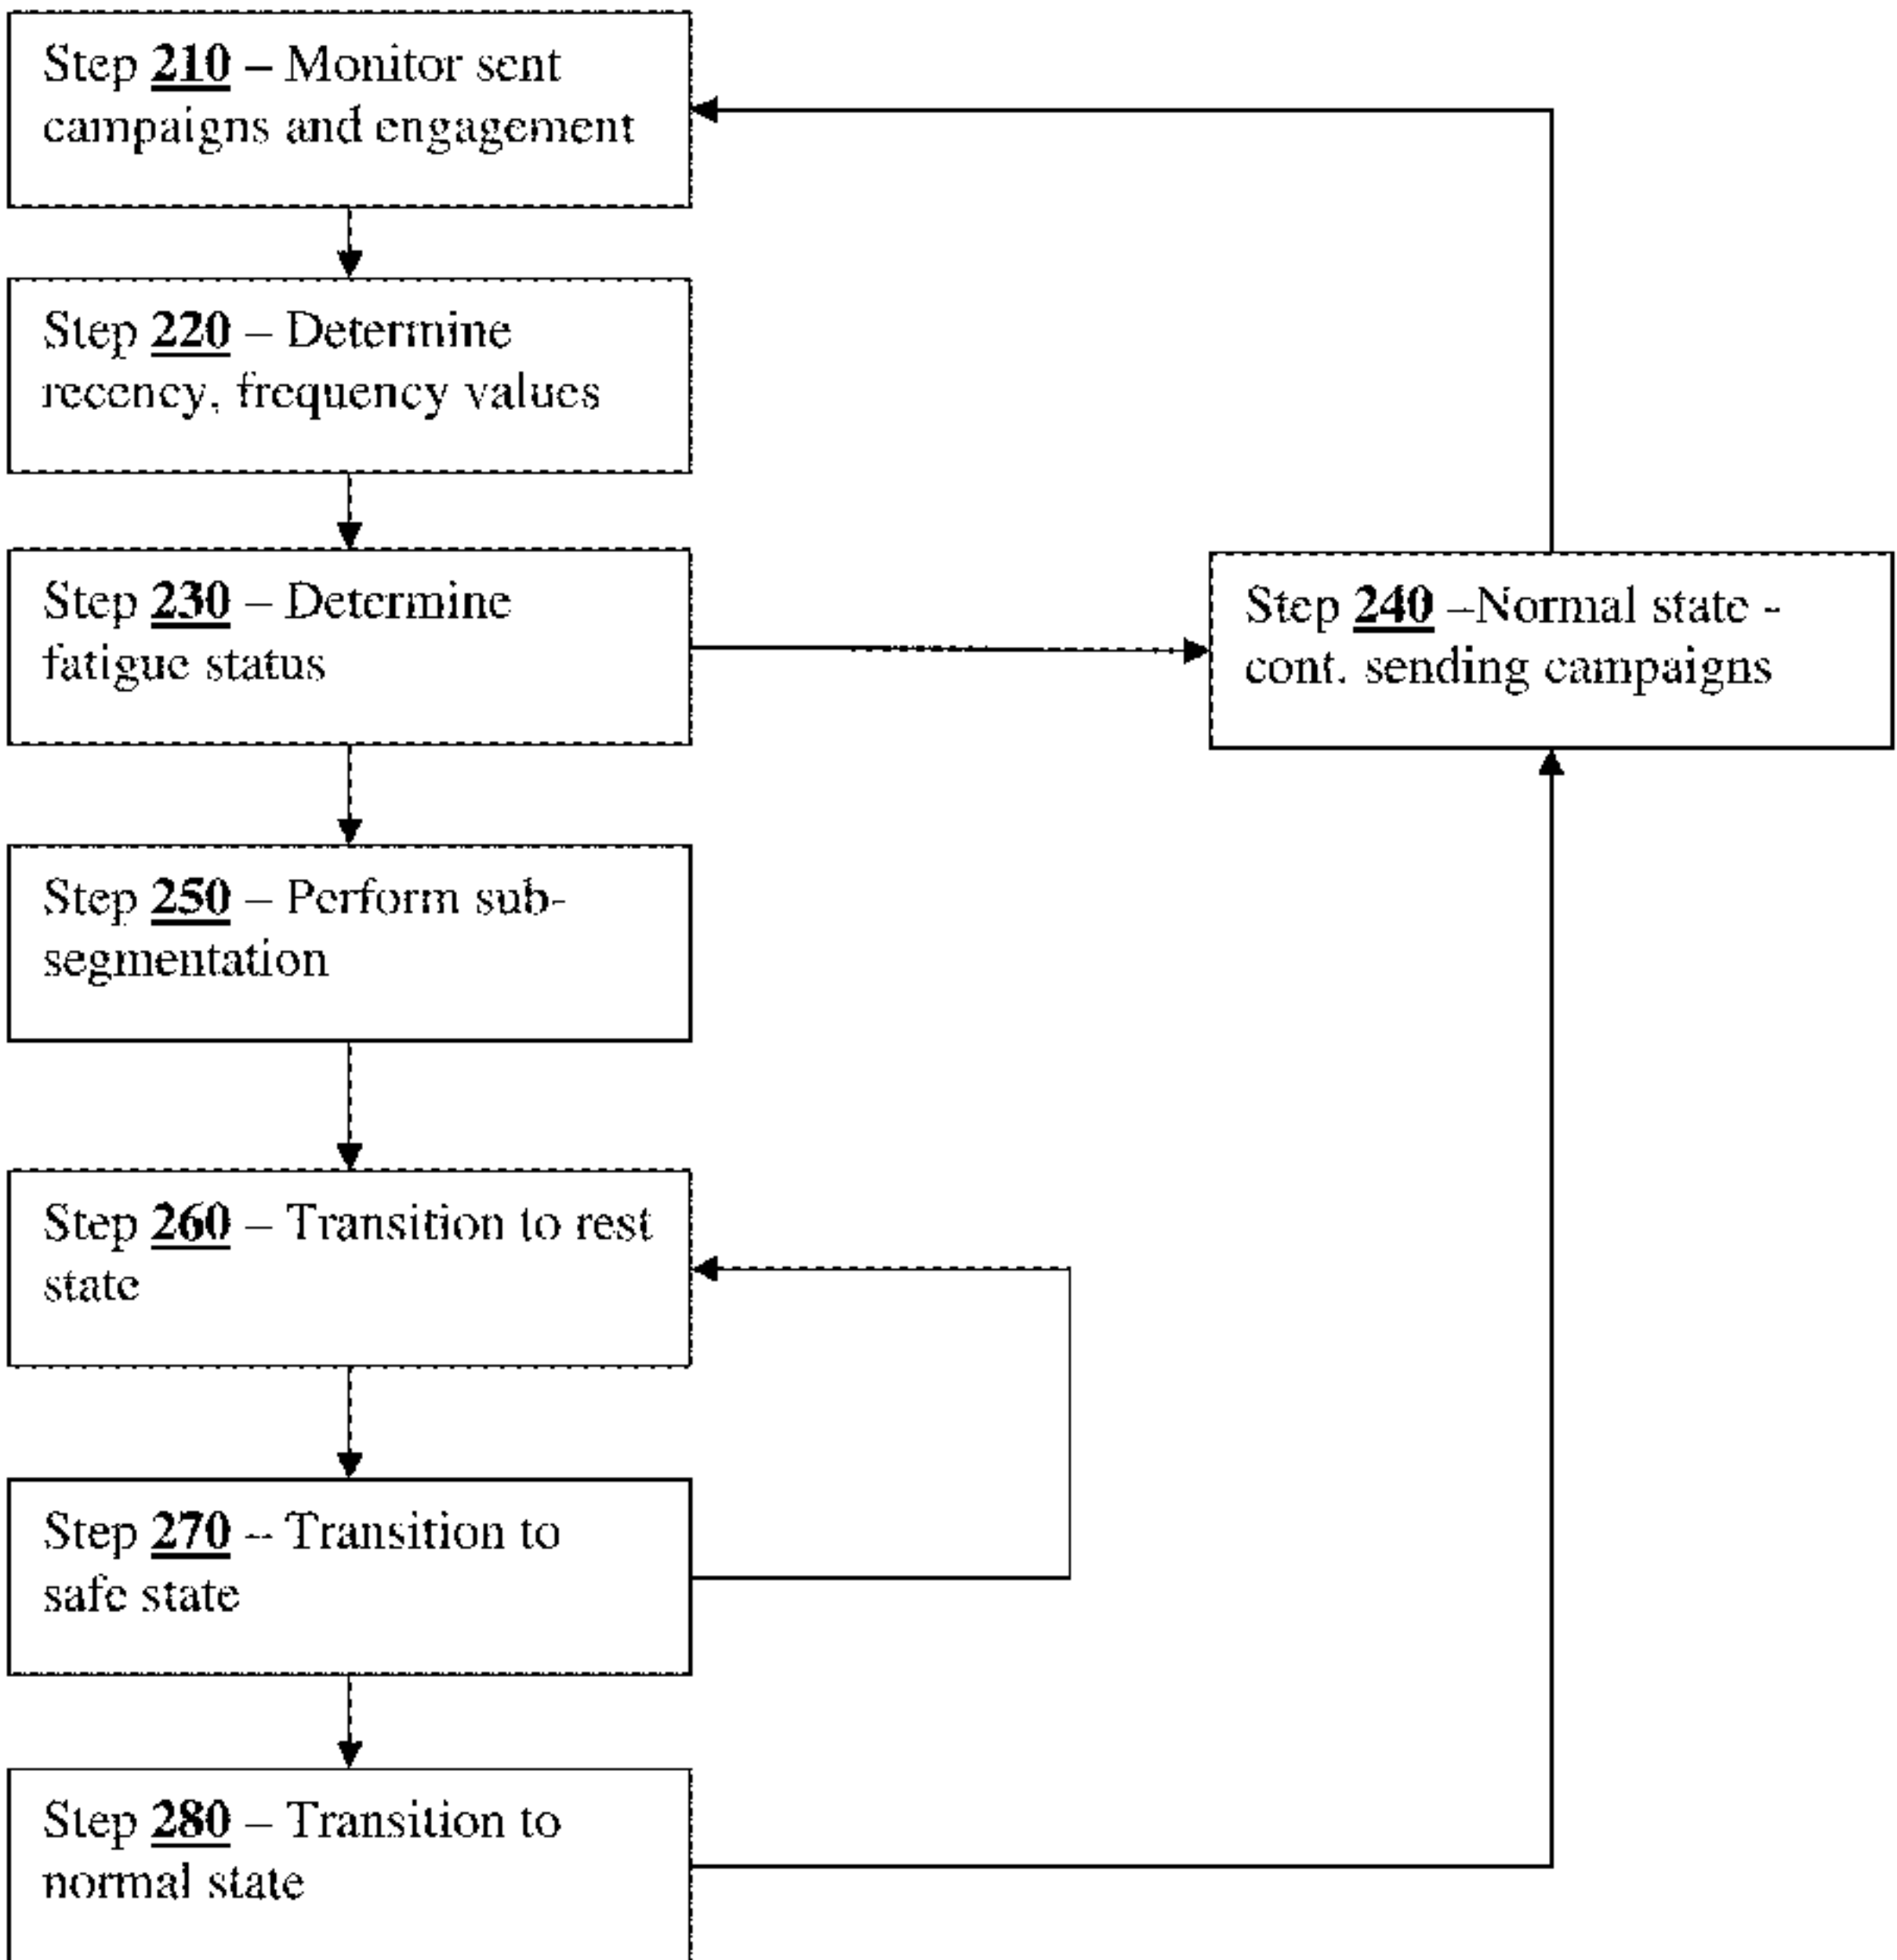 Step 210 – Monitor sent
campaigns and engagement
Step 220 – Determine
recency, frequency values
Step 230 – Determine
fatigue status
Step 240 –Normal state -
cont. sending campaigns
Step 250 – Perform sub-
segmentation
Step 260 – Transition to rest
state
Step 270 – Transition to
safe state
Step 280 – Transition to
normal state